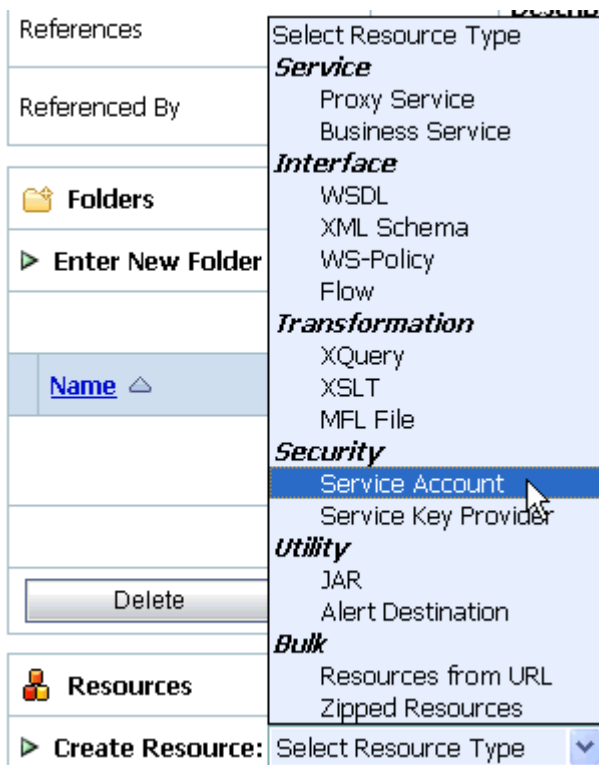 References
Referenced By
Folders
Enter New Folder
Name
Delete
Resources
Create Resource: Select Resource Type
Select Resource Type
Service
Proxy Service
Business Service
Interface
WSDL
XML Schema
WS-Policy
Flow
Transformation
XQuery
XSLT
MFL File
Security
Service Account
Service Key Provider
Utility
JAR
Alert Destination
Bulk
Resources from URL
Zipped Resources